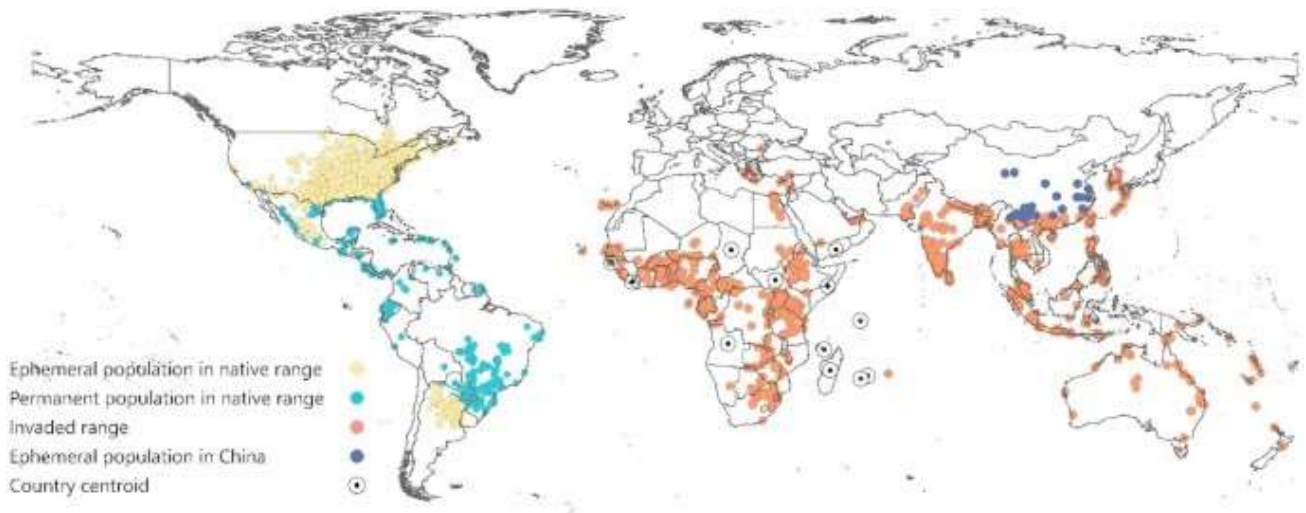 Ephemeral population in native range
Permanent population in native range
Invaded range
Ephemeral population in China
Country centroid